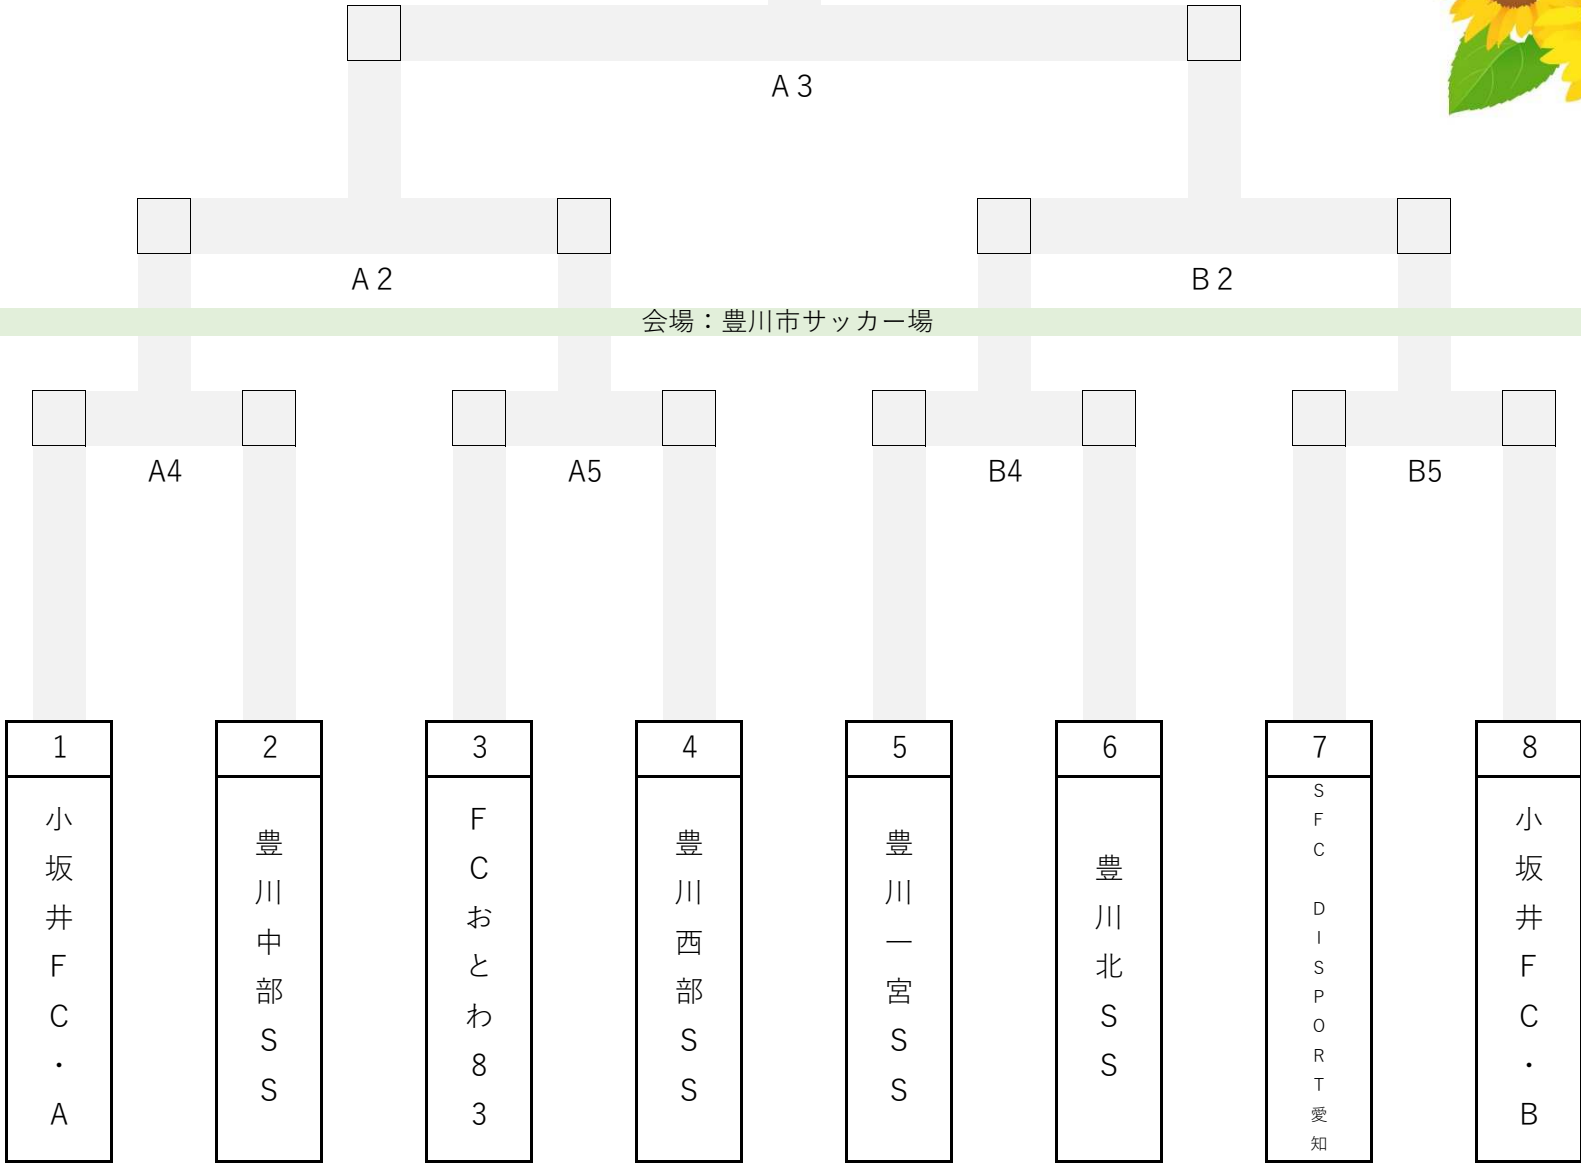 A 3
A 2
B 2
会場：豊川市サッカー場
A4
A5
B4
B5
1
2
3
4
5
6
7
8
小坂井FC・A
豊川中部SS
FCおとわ83
豊川西部SS
豊川一宮SS
豊川北SS
SFC DISPORT愛知
小坂井FC・B